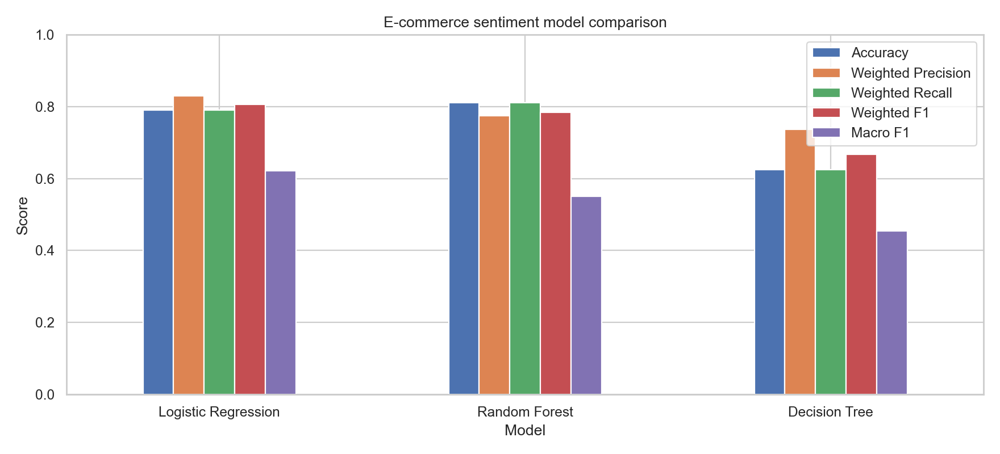 E-commerce sentiment model comparison
1.0
0.8
0.6
0.4
0.2
0.0
Score
Accuracy
Weighted Precision
Weighted Recall
Weighted F1
Macro F1
Logistic Regression
Random Forest
Decision Tree
Model